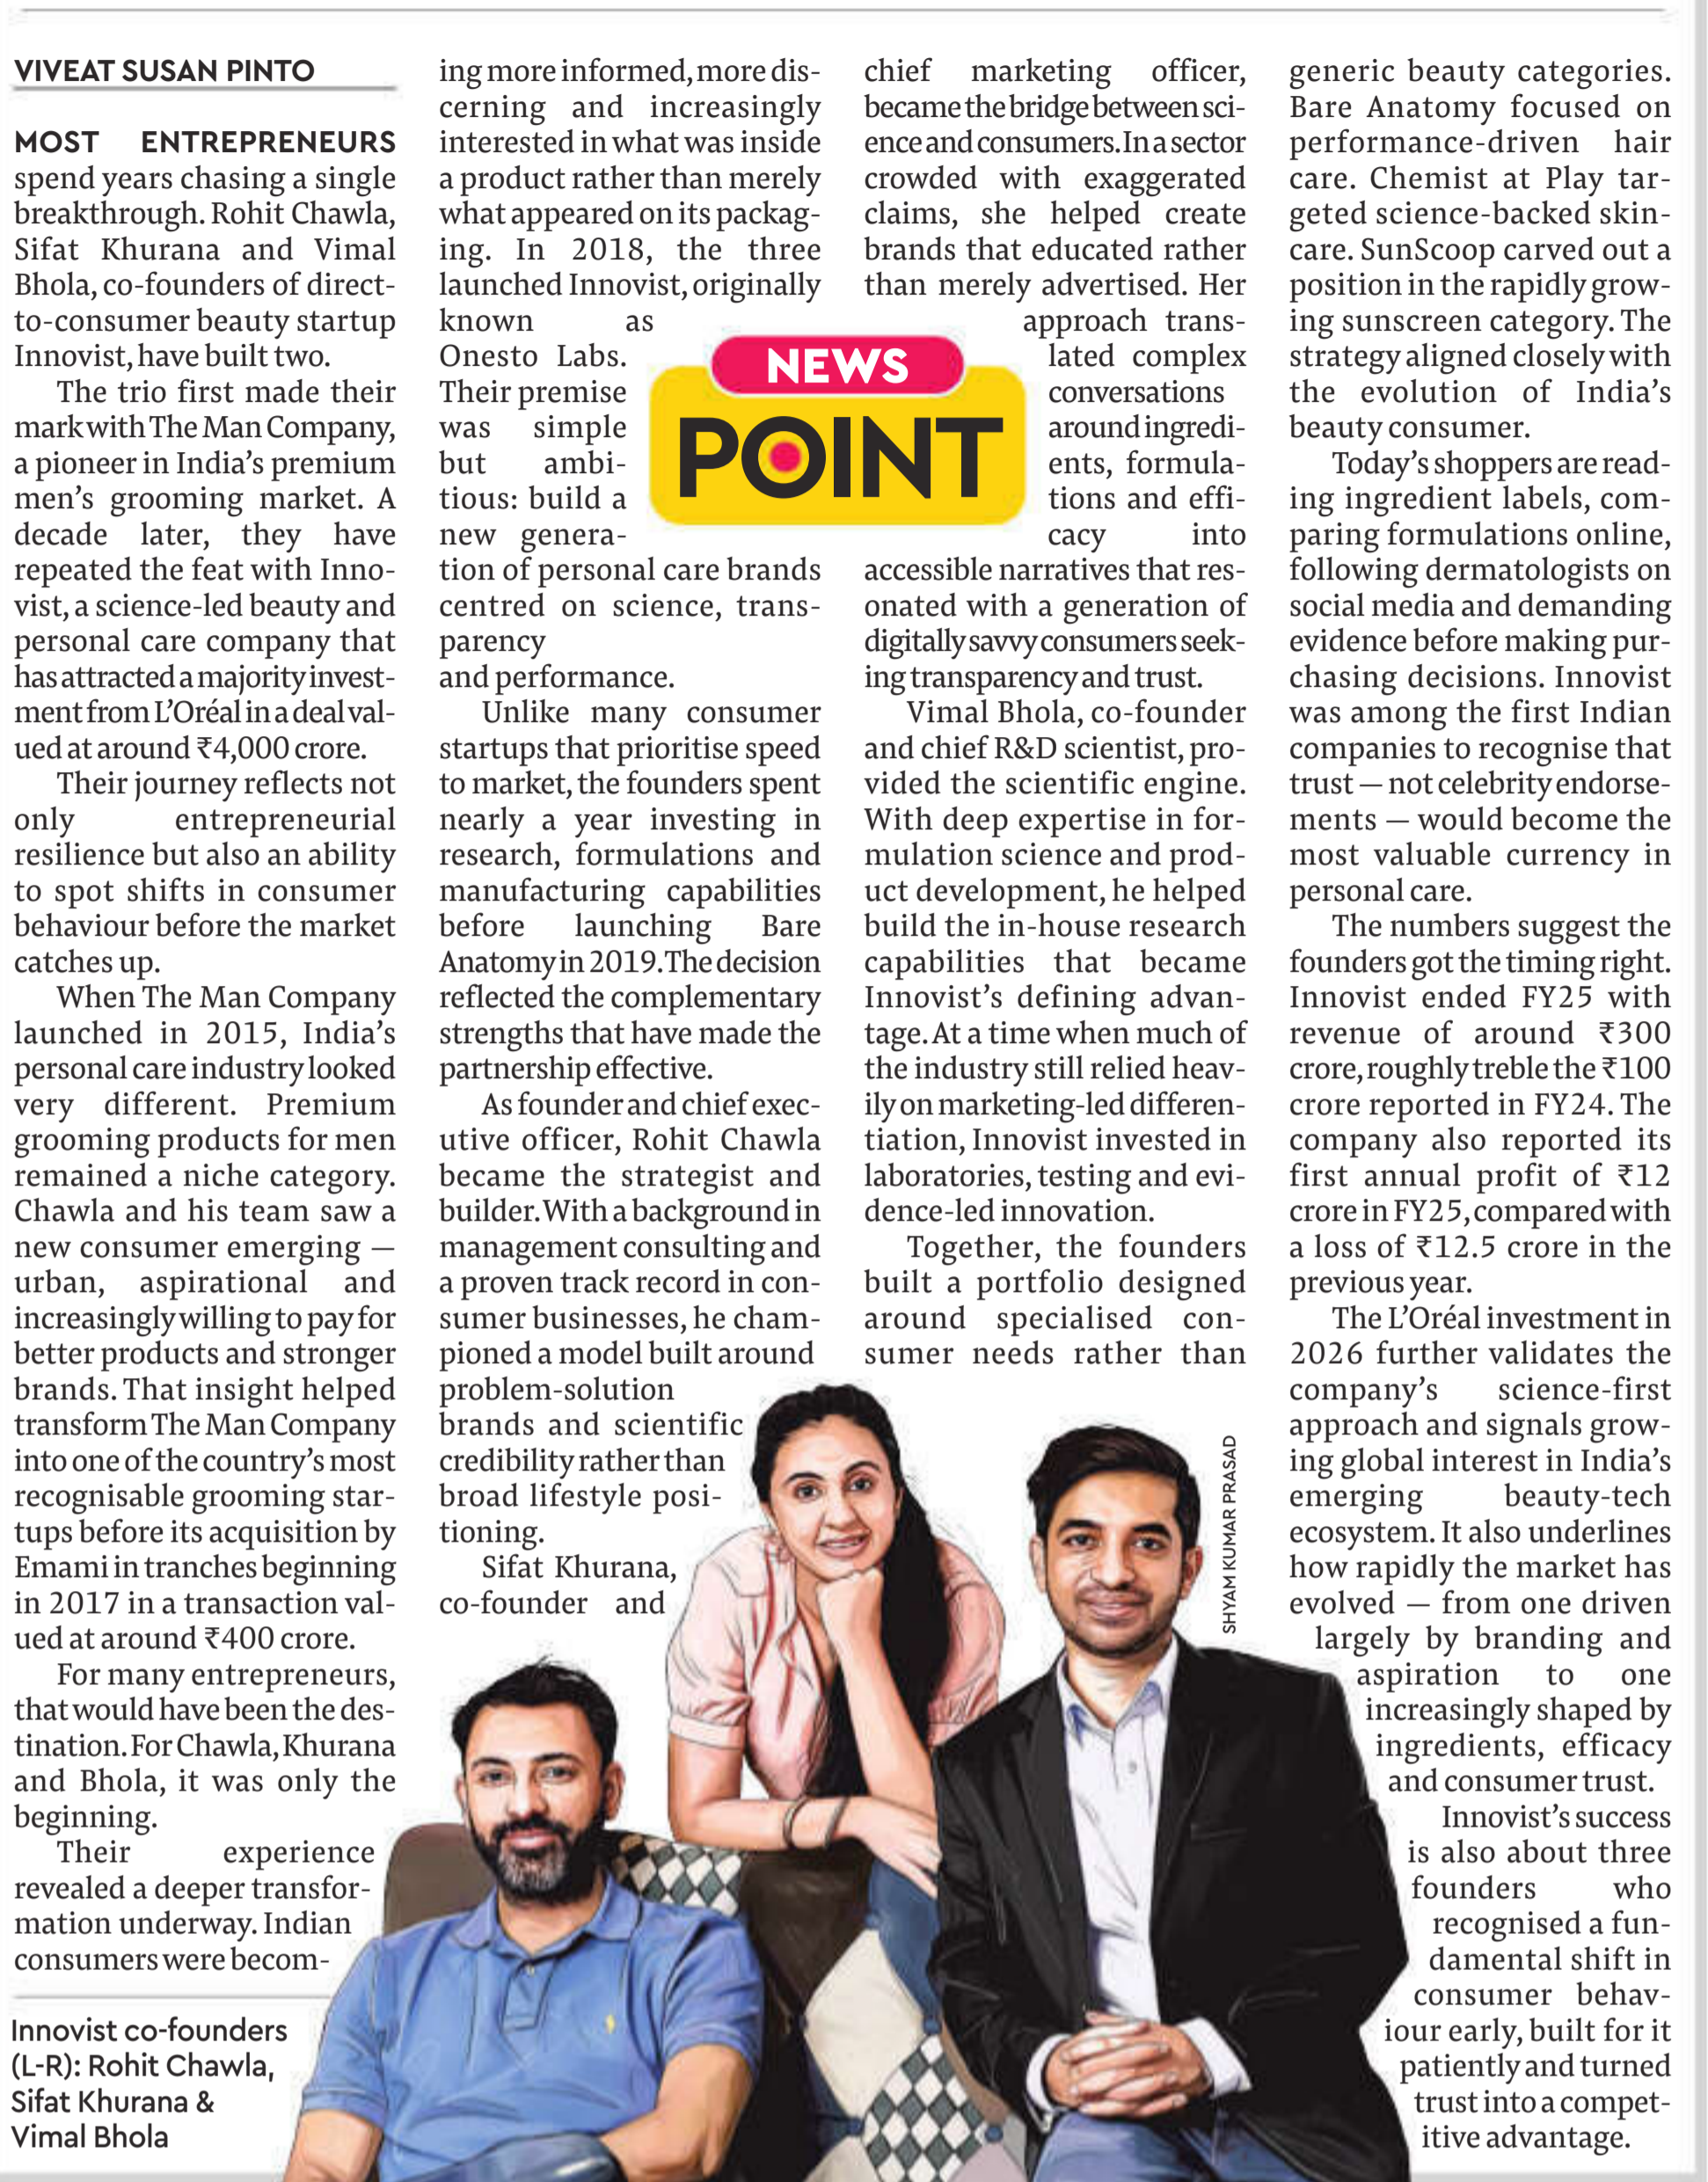 VIVEAT SUSAN PINTO
MOST ENTREPRENEURS
spend years chasing a single
breakthrough. Rohit Chawla,
Sifat Khurana and Vimal
Bhola, co-founders of direct-
to-consumer beauty startup
Innovist, have built two.
The trio first made their
mark with The Man Company,
a pioneer in India's premium
men's grooming market. A
decade later, they have
repeated the feat with Inno-
vist, a science-led beauty and
personal care company that
has attracted a majority invest-
ment from L'Oréal in a deal val-
ued at around ₹4,000 crore.
Their journey reflects not
only entrepreneurial
resilience but also an ability
to spot shifts in consumer
behaviour before the market
catches up.
When The Man Company
launched in 2015, India's
personal care industry looked
very different. Premium
grooming products for men
remained a niche category.
Chawla and his team saw a
new consumer emerging —
urban, aspirational and
increasingly willing to pay for
better products and stronger
brands. That insight helped
transform The Man Company
into one of the country's most
recognisable grooming star-
tups before its acquisition by
Emami in tranches beginning
in 2017 in a transaction val-
ued at around ₹400 crore.
For many entrepreneurs,
that would have been the des-
tination. For Chawla, Khurana
and Bhola, it was only the
beginning.
Their experience
revealed a deeper transfor-
mation underway. Indian
consumers were becom-
Innovist co-founders
(L-R): Rohit Chawla,
Sifat Khurana &
Vimal Bhola
ing more informed, more dis-
cerning and increasingly
interested in what was inside
a product rather than merely
what appeared on its packag-
ing. In 2018, the three
launched Innovist, originally
known as
Onesto Labs.
Their premise
was simple
but ambi-
tious: build a
new genera-
tion of personal care brands
centred on science, trans-
parency
and performance.
Unlike many consumer
startups that prioritise speed
to market, the founders spent
nearly a year investing in
research, formulations and
manufacturing capabilities
before launching Bare
Anatomy in 2019. The decision
reflected the complementary
strengths that have made the
partnership effective.
As founder and chief exec-
utive officer, Rohit Chawla
became the strategist and
builder. With a background in
management consulting and
a proven track record in con-
sumer businesses, he cham-
pioned a model built around
problem-solution
brands and scientific
credibility rather than
broad lifestyle posi-
tioning.
Sifat Khurana,
co-founder and
NEWS
POINT
chief marketing officer,
became the bridge between sci-
ence and consumers. In a sector
crowded with exaggerated
claims, she helped create
brands that educated rather
than merely advertised. Her
approach trans-
lated complex
conversations
around ingredi-
ents, formula-
tions and effi-
cacy into
accessible narratives that res-
onated with a generation of
digitally savvy consumers seek-
ing transparency and trust.
Vimal Bhola, co-founder
and chief R&D scientist, pro-
vided the scientific engine.
With deep expertise in for-
mulation science and prod-
uct development, he helped
build the in-house research
capabilities that became
Innovist's defining advan-
tage. At a time when much of
the industry still relied heav-
ily on marketing-led differen-
tiation, Innovist invested in
laboratories, testing and evi-
dence-led innovation.
Together, the founders
built a portfolio designed
around specialised con-
sumer needs rather than
SHYAM KUMAR PRASAD
generic beauty categories.
Bare Anatomy focused on
performance-driven hair
care. Chemist at Play tar-
geted science-backed skin-
care. SunScoop carved out a
position in the rapidly grow-
ing sunscreen category. The
strategy aligned closely with
the evolution of India's
beauty consumer.
Today's shoppers are read-
ing ingredient labels, com-
paring formulations online,
following dermatologists on
social media and demanding
evidence before making pur-
chasing decisions. Innovist
was among the first Indian
companies to recognise that
trust — not celebrity endorse-
ments — would become the
most valuable currency in
personal care.
The numbers suggest the
founders got the timing right.
Innovist ended FY25 with
revenue of around ₹300
crore, roughly treble the ₹100
crore reported in FY24. The
company also reported its
first annual profit of ₹12
crore in FY25, compared with
a loss of ₹12.5 crore in the
previous year.
The L'Oréal investment in
2026 further validates the
company's science-first
approach and signals grow-
ing global interest in India's
emerging beauty-tech
ecosystem. It also underlines
how rapidly the market has
evolved — from one driven
largely by branding and
aspiration to one
increasingly shaped by
ingredients, efficacy
and consumer trust.
Innovist's success
is also about three
founders who
recognised a fun-
damental shift in
consumer behav-
iour early, built for it
patiently and turned
trust into a compet-
itive advantage.